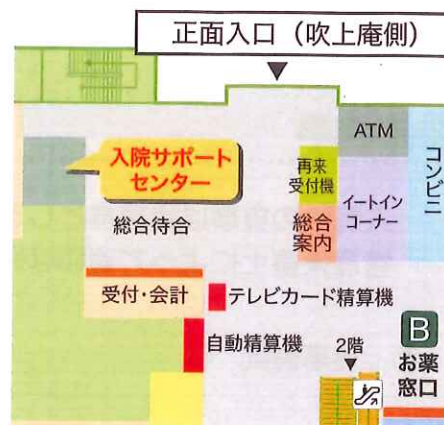 正面入口（吹上庵側）
ATM
コンビニ
入院サポート
センター
再来
受付機
イートイン
コーナー
総合
案内
総合待合
受付・会計
テレビカード精算機
自動精算機
2階
B
お薬
窓口